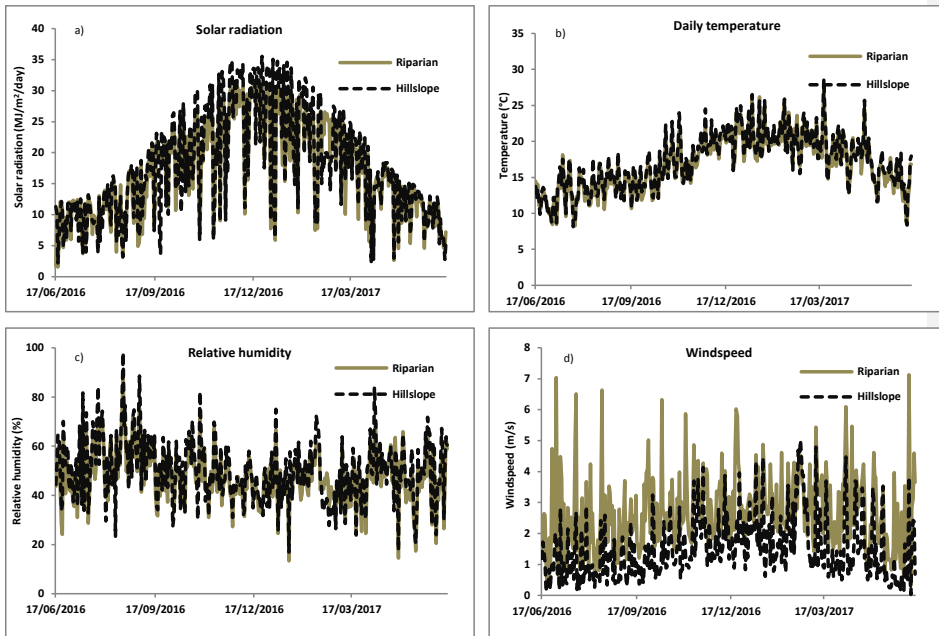 a)
Solar radiation
Riparian
Hillslope
Solar radiation (MJ/m²/day)
40
35
30
25
20
15
10
5
0
17/06/2016 17/09/2016 17/12/2016 17/03/2017
b)
Daily temperature
Riparian
Hillslope
Temperature (°C)
35
30
25
20
15
10
5
0
17/06/2016 17/09/2016 17/12/2016 17/03/2017
c)
Relative humidity
Riparian
Hillslope
Relative humidity (%)
100
80
60
40
20
0
17/06/2016 17/09/2016 17/12/2016 17/03/2017
d)
Windspeed
Riparian
Hillslope
Windspeed (m/s)
8
7
6
5
4
3
2
1
0
17/06/2016 17/09/2016 17/12/2016 17/03/2017